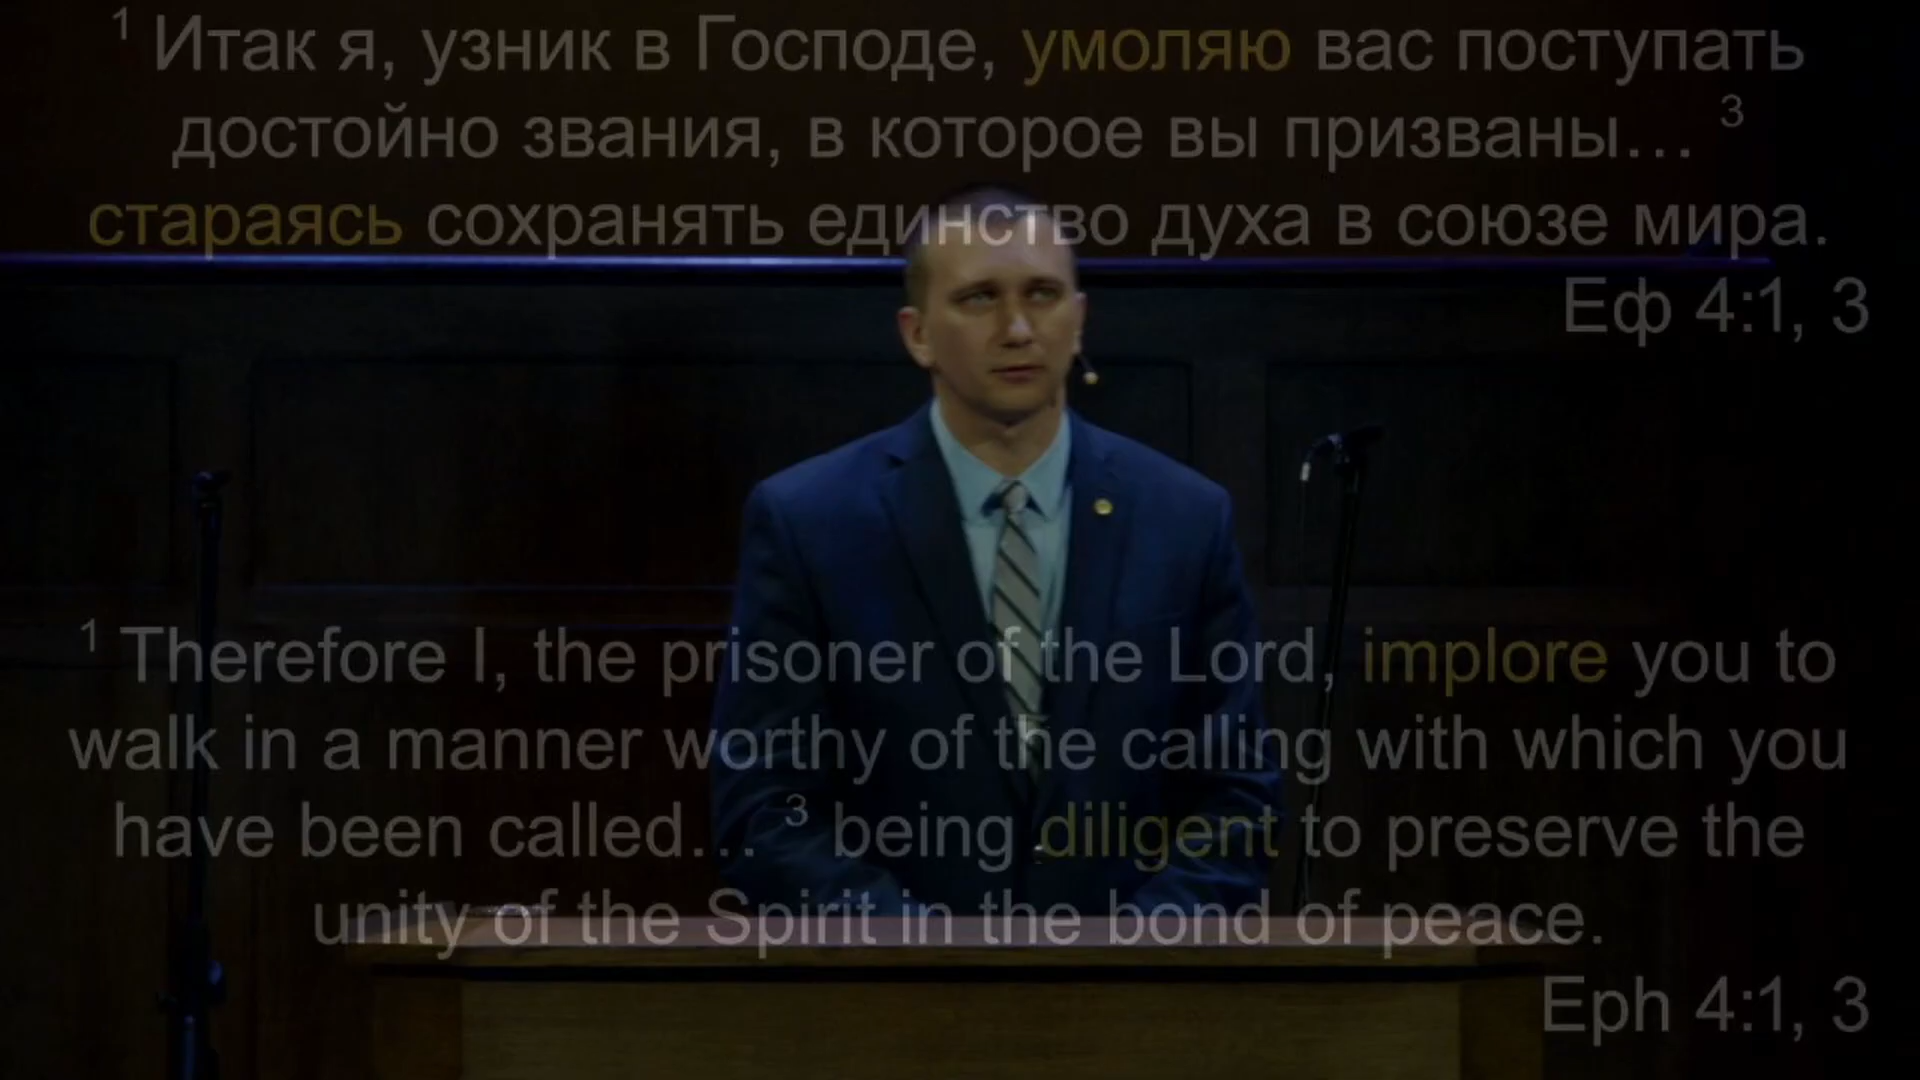 1 Итак я, узник в Господе, умоляю вас поступать
достойно звания, в которое вы призваны… 3
стараясь сохранять единство духа в союзе мира.
Еф 4:1, 3
1 Therefore I, the prisoner of the Lord, implore you to
walk in a manner worthy of the calling with which you
have been called… 3 being diligent to preserve the
unity of the Spirit in the bond of peace.
Eph 4:1, 3